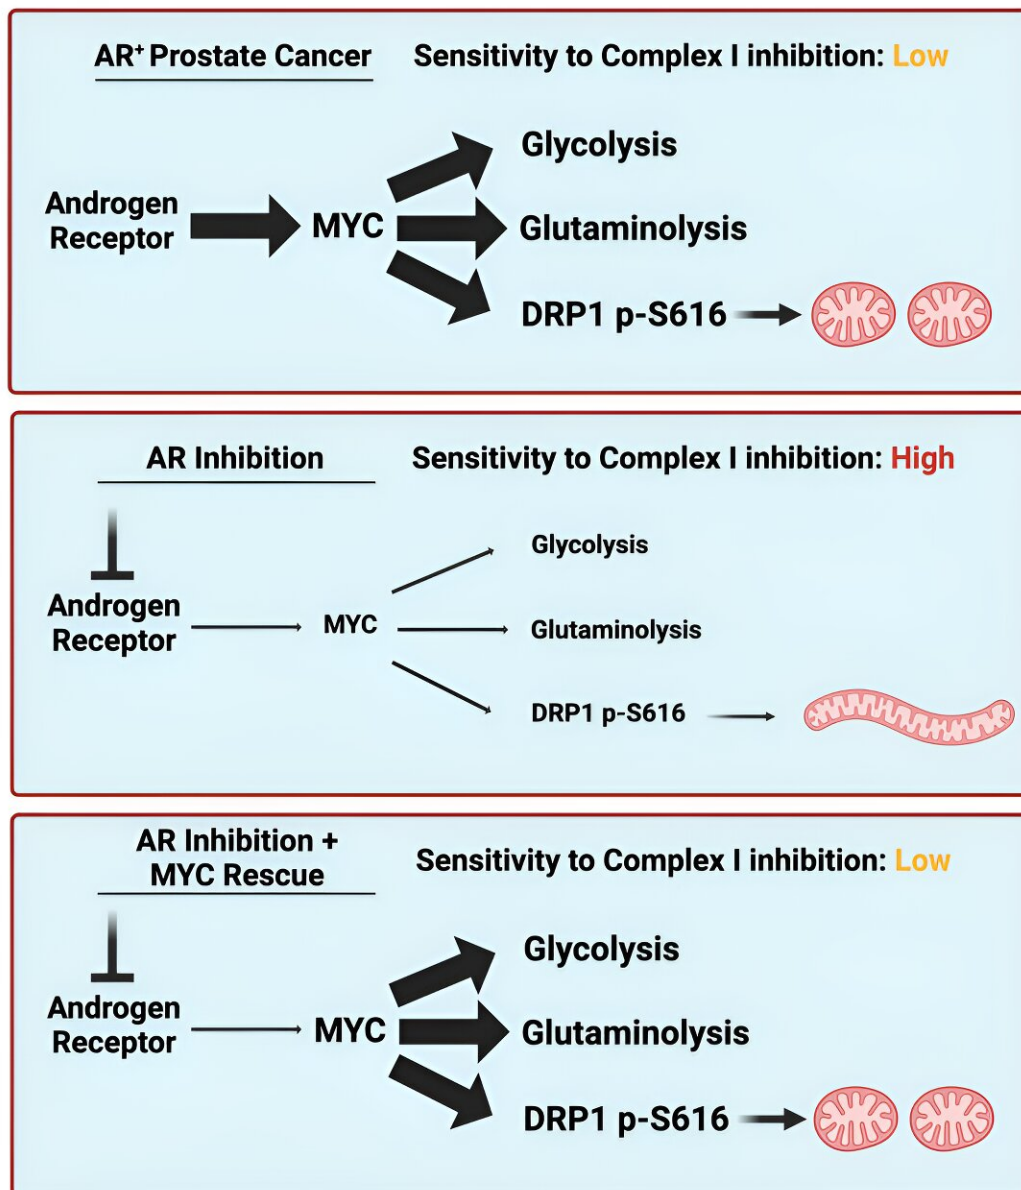 AR⁺ Prostate Cancer
Sensitivity to Complex I inhibition: Low
Glycolysis
Androgen
Receptor
MYC
Glutaminolysis
DRP1 p-S616
AR Inhibition
Sensitivity to Complex I inhibition: High
Glycolysis
Androgen
Receptor
MYC
Glutaminolysis
DRP1 p-S616
AR Inhibition +
MYC Rescue
Sensitivity to Complex I inhibition: Low
Glycolysis
Androgen
Receptor
MYC
Glutaminolysis
DRP1 p-S616